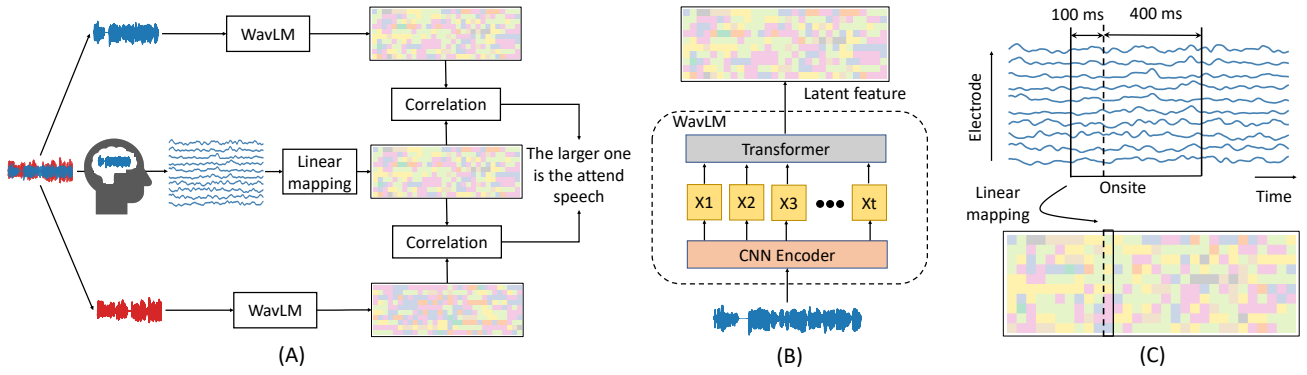 WavLM
Correlation
Linear
mapping
The larger one
is the attend
speech
Correlation
WavLM
(A)
Latent feature
WavLM
Transformer
X1 X2 X3 ●●● Xt
CNN Encoder
(B)
100 ms 400 ms
Electrode
Onsite
Time
Linear
mapping
(C)